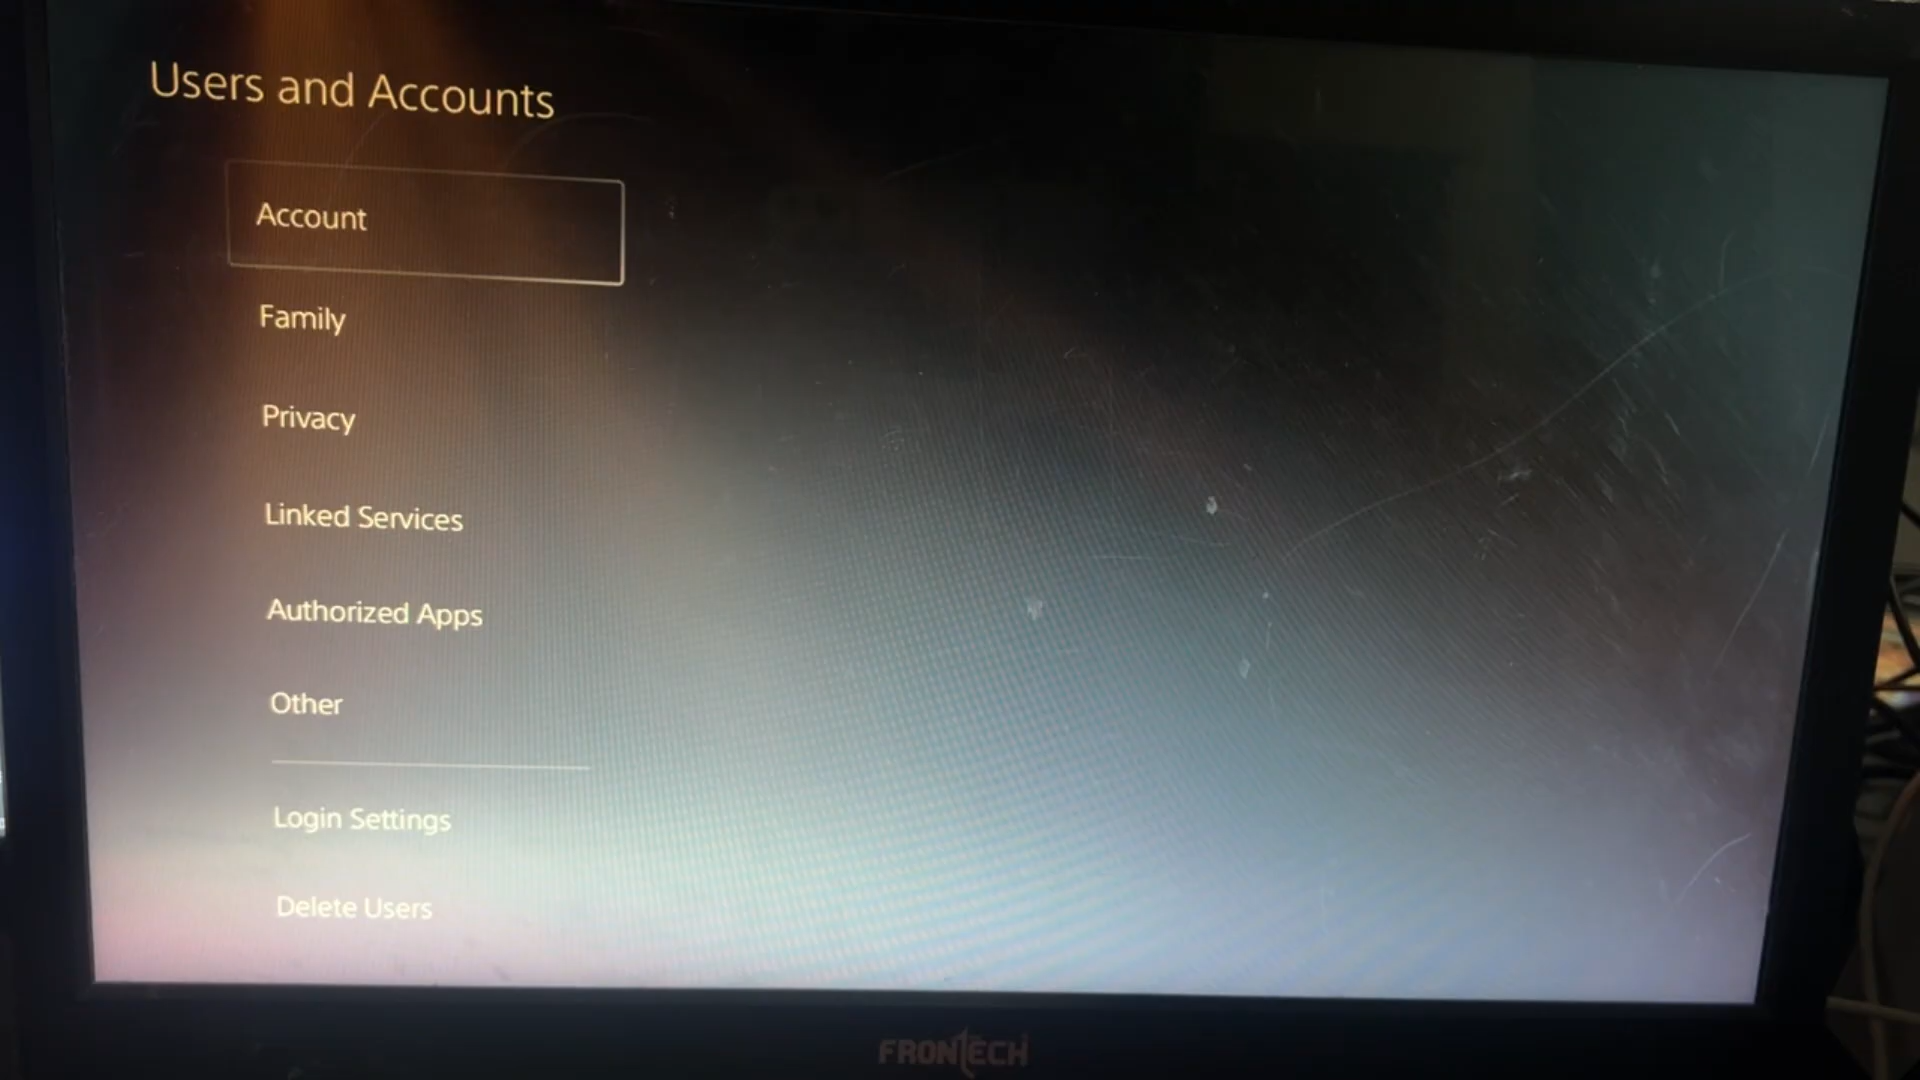 Users and Accounts
Account
Family
Privacy
Linked Services
Authorized Apps
Other
Login Settings
Delete Users
FRONTECH